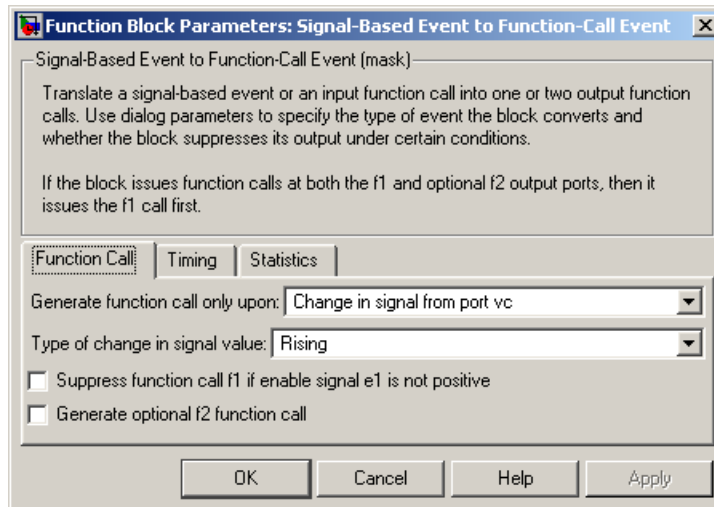 Function Block Parameters: Signal-Based Event to Function-Call Event
Signal-Based Event to Function-Call Event (mask)
Translate a signal-based event or an input function call into one or two output function
calls. Use dialog parameters to specify the type of event the block converts and
whether the block suppresses its output under certain conditions.
If the block issues function calls at both the f1 and optional f2 output ports, then it
issues the f1 call first.
Function Call Timing Statistics
Generate function call only upon: Change in signal from port vc
Type of change in signal value: Rising
Suppress function call f1 if enable signal e1 is not positive
Generate optional f2 function call
OK Cancel Help Apply